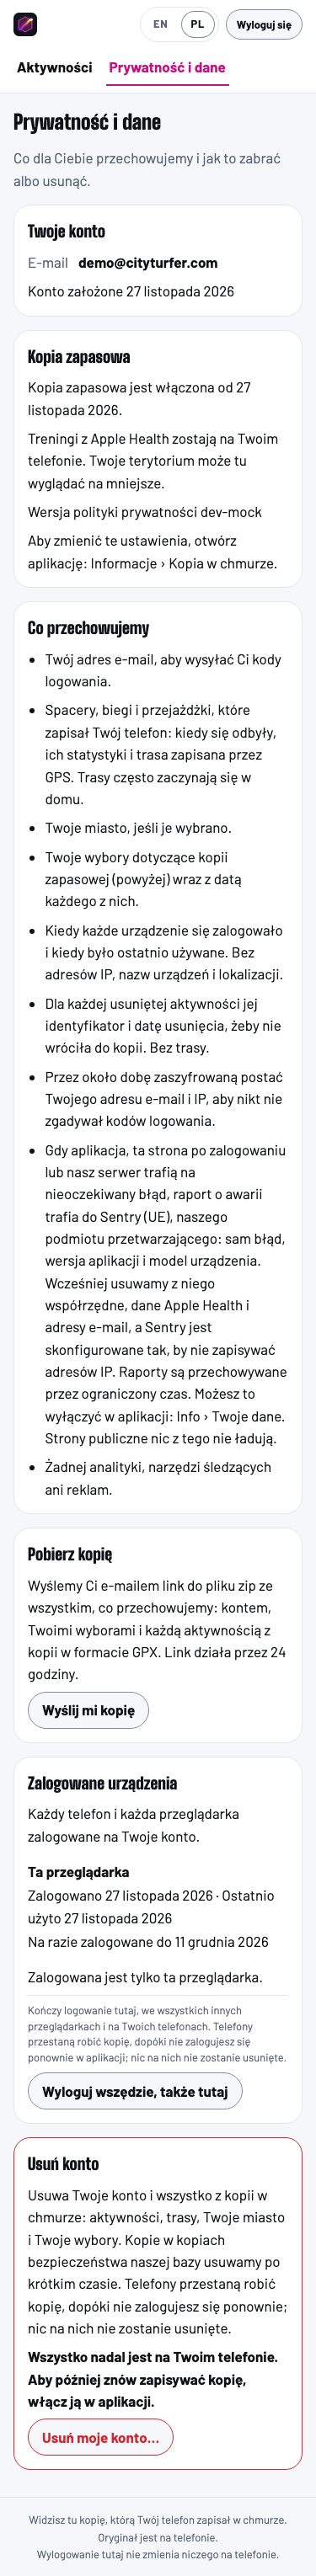 EN PL Wyloguj się
Aktywności Prywatność i dane
Prywatność i dane
Co dla Ciebie przechowujemy i jak to zabrać
albo usunąć.
Twoje konto
E-mail demo@cityturfer.com
Konto założone 27 listopada 2026
Kopia zapasowa
Kopia zapasowa jest włączona od 27
listopada 2026.
Treningi z Apple Health zostają na Twoim
telefonie. Twoje terytorium może tu
wyglądać na mniejsze.
Wersja polityki prywatności dev-mock
Aby zmienić te ustawienia, otwórz
aplikację: Informacje › Kopia w chmurze.
Co przechowujemy
• Twój adres e-mail, aby wysyłać Ci kody
logowania.
• Spacery, biegi i przejażdżki, które
zapisał Twój telefon: kiedy się odbyły,
ich statystyki i trasa zapisana przez
GPS. Trasy często zaczynają się w
domu.
• Twoje miasto, jeśli je wybrano.
• Twoje wybory dotyczące kopii
zapasowej (powyżej) wraz z datą
każdego z nich.
• Kiedy każde urządzenie się zalogowało
i kiedy było ostatnio używane. Bez
adresów IP, nazw urządzeń i lokalizacji.
• Dla każdej usuniętej aktywności jej
identyfikator i datę usunięcia, żeby nie
wróciła do kopii. Bez trasy.
• Przez około dobę zaszyfrowaną postać
Twojego adresu e-mail i IP, aby nikt nie
zgadywał kodów logowania.
• Gdy aplikacja, ta strona po zalogowaniu
lub nasz serwer trafią na
nieoczekiwany błąd, raport o awarii
trafia do Sentry (UE), naszego
podmiotu przetwarzającego: sam błąd,
wersja aplikacji i model urządzenia.
Wcześniej usuwamy z niego
współrzędne, dane Apple Health i
adresy e-mail, a Sentry jest
skonfigurowane tak, by nie zapisywać
adresów IP. Raporty są przechowywane
przez ograniczony czas. Możesz to
wyłączyć w aplikacji: Info › Twoje dane.
Strony publiczne nic z tego nie ładują.
• Żadnej analityki, narzędzi śledzących
ani reklam.
Pobierz kopię
Wyślemy Ci e-mailem link do pliku zip ze
wszystkim, co przechowujemy: kontem,
Twoimi wyborami i każdą aktywnością z
kopii w formacie GPX. Link działa przez 24
godziny.
Wyślij mi kopię
Zalogowane urządzenia
Każdy telefon i każda przeglądarka
zalogowane na Twoje konto.
Ta przeglądarka
Zalogowano 27 listopada 2026 · Ostatnio
użyto 27 listopada 2026
Na razie zalogowane do 11 grudnia 2026
Zalogowana jest tylko ta przeglądarka.
Kończy logowanie tutaj, we wszystkich innych
przeglądarkach i na Twoich telefonach. Telefony
przestaną robić kopię, dopóki nie zalogujesz się
ponownie w aplikacji; nic na nich nie zostanie usunięte.
Wyloguj wszędzie, także tutaj
Usuń konto
Usuwa Twoje konto i wszystko z kopii w
chmurze: aktywności, trasy, Twoje miasto
i Twoje wybory. Kopie w kopiach
bezpieczeństwa naszej bazy usuwamy po
krótkim czasie. Telefony przestaną robić
kopię, dopóki nie zalogujesz się ponownie;
nic na nich nie zostanie usunięte.
Wszystko nadal jest na Twoim telefonie.
Aby później znów zapisywać kopię,
włącz ją w aplikacji.
Usuń moje konto...
Widzisz tu kopię, którą Twój telefon zapisał w chmurze.
Oryginał jest na telefonie.
Wylogowanie tutaj nie zmienia niczego na telefonie.